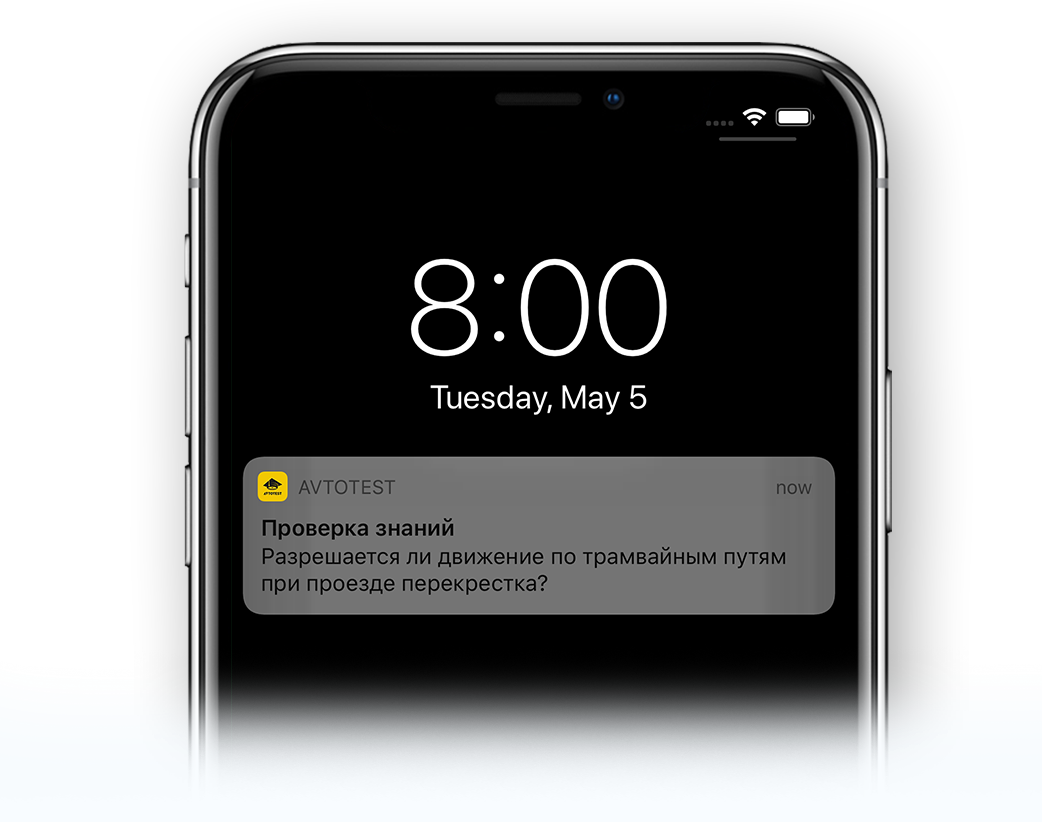 8:00
Tuesday, May 5
AVTOTEST
now
Проверка знаний
Разрешается ли движение по трамвайным путям
при проезде перекрестка?